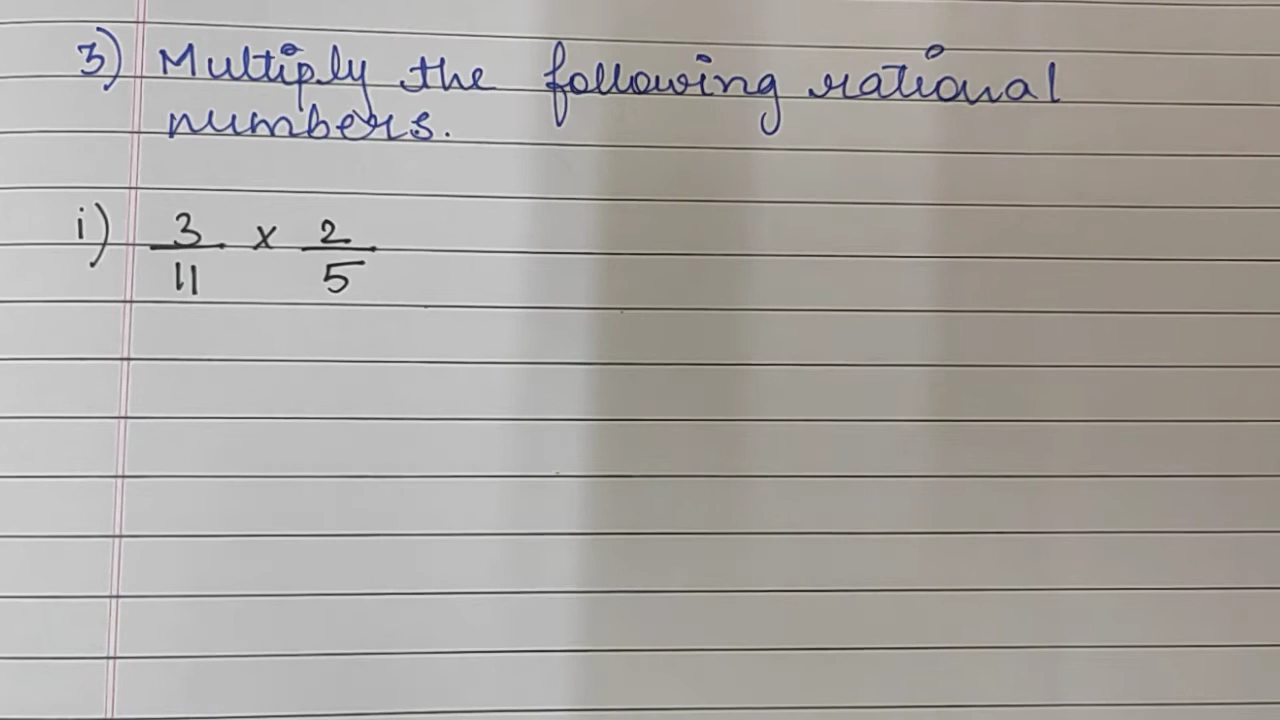 3) Multiply the following rational
numbers.
i) 3/11 x 2/5